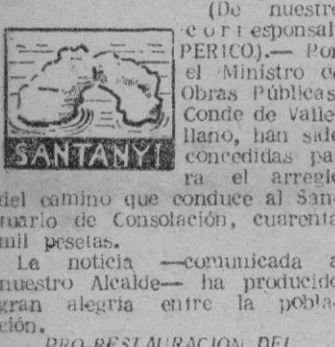 (De nuestro
corresponsal
PERICO).— Por
el Ministro de
Obras Públicas,
Conde de Valle-
llano, han sido
SANTANYI
concedidas pa-
ra el arreglo
del camino que conduce al San-
tuario de Consolación, cuarenta
mil pesetas.
La noticia —comunicada a
nuestro Alcalde— ha producido
gran alegría entre la pobla-
ción.
PRO-RESTAURACION DEL